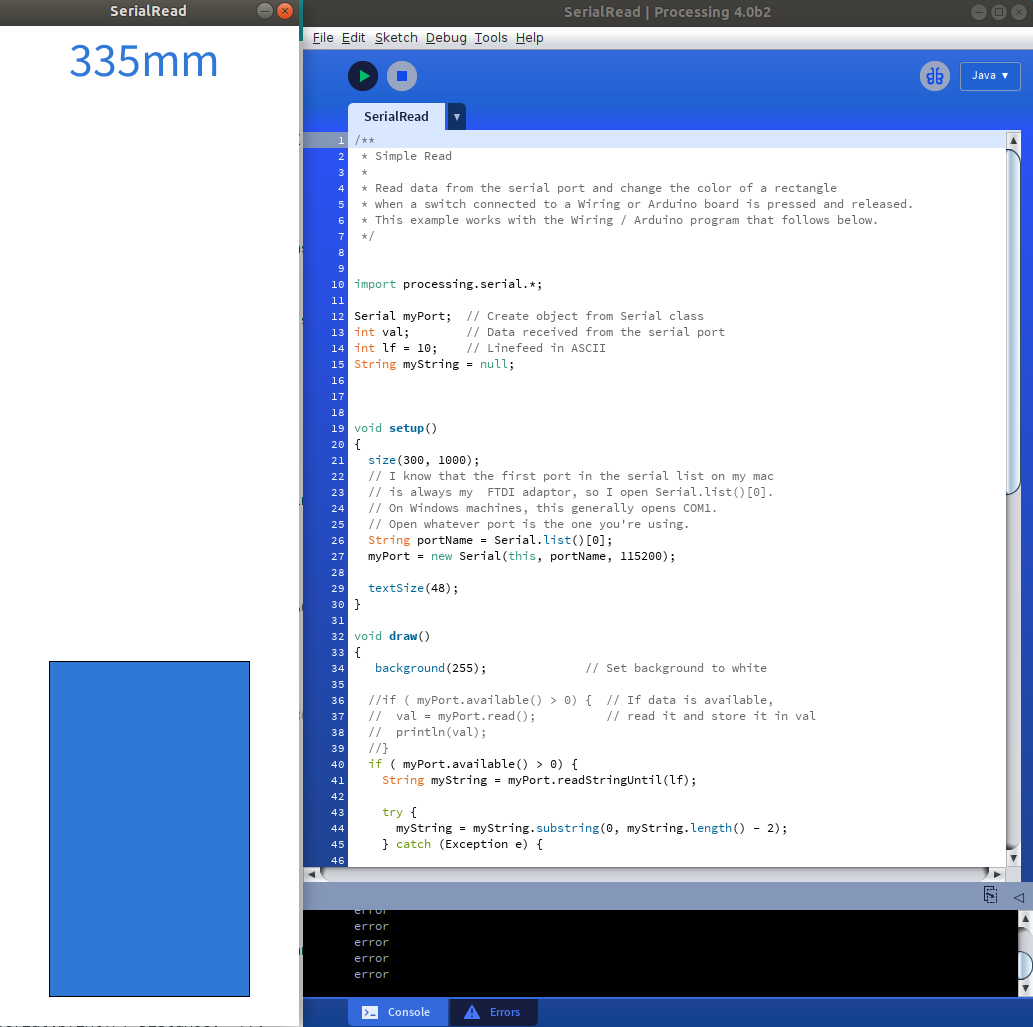 SerialRead
335mm
SerialRead | Processing 4.0b2
File Edit Sketch Debug Tools Help
Java ▼
SerialRead ▼
1 /**
2  * Simple Read
3  *
4  * Read data from the serial port and change the color of a rectangle
5  * when a switch connected to a Wiring or Arduino board is pressed and released.
6  * This example works with the Wiring / Arduino program that follows below.
7  */
8
9
10 import processing.serial.*;
11
12 Serial myPort;  // Create object from Serial class
13 int val;        // Data received from the serial port
14 int lf = 10;    // Linefeed in ASCII
15 String myString = null;
16
17
18
19 void setup()
20 {
21   size(300, 1000);
22   // I know that the first port in the serial list on my mac
23   // is always my  FTDI adaptor, so I open Serial.list()[0].
24   // On Windows machines, this generally opens COM1.
25   // Open whatever port is the one you're using.
26   String portName = Serial.list()[0];
27   myPort = new Serial(this, portName, 115200);
28
29   textSize(48);
30 }
31
32 void draw()
33 {
34    background(255);              // Set background to white
35
36   //if ( myPort.available() > 0) {  // If data is available,
37   //  val = myPort.read();          // read it and store it in val
38   //  println(val);
39   //}
40   if ( myPort.available() > 0) {
41     String myString = myPort.readStringUntil(lf);
42
43     try {
44       myString = myString.substring(0, myString.length() - 2);
45     } catch (Exception e) {
46
error
error
error
error
error
Console
Errors